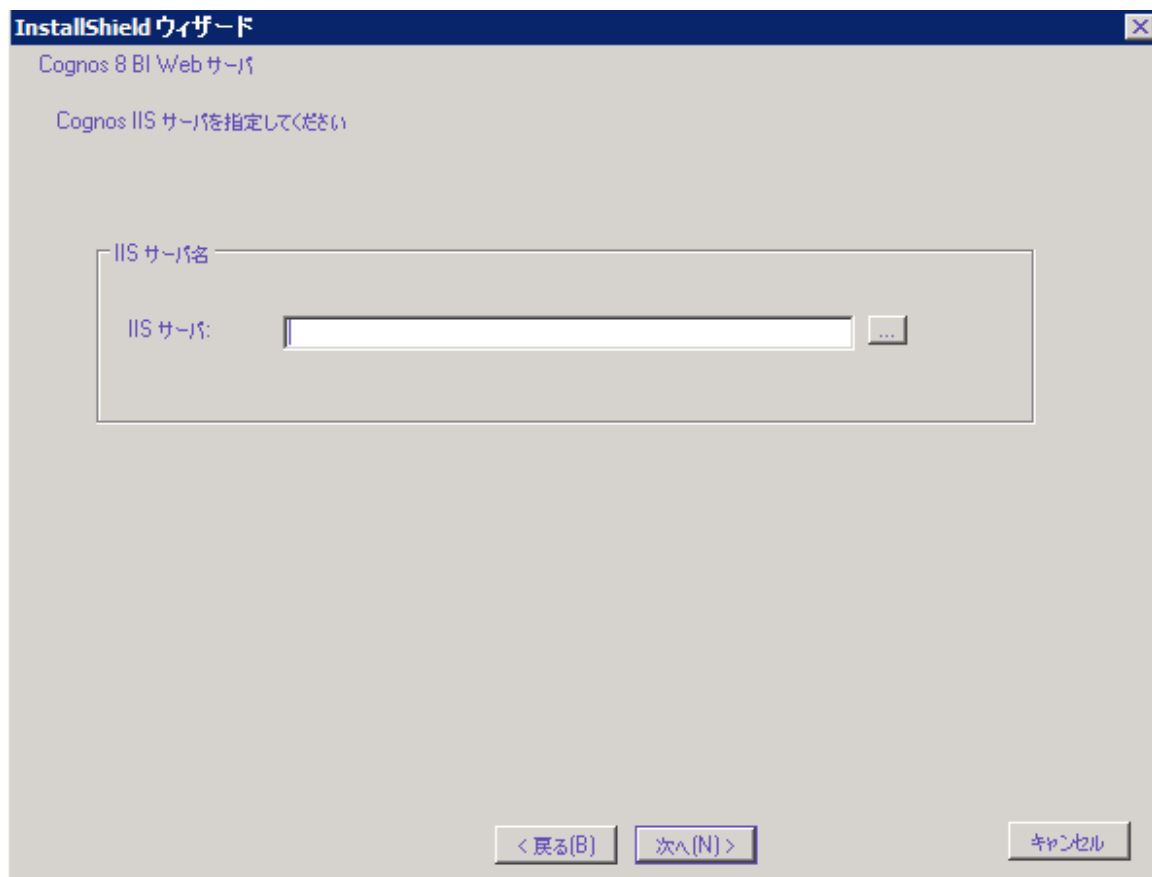 InstallShield ウィザード
Cognos 8 BI Web サーバ
Cognos IIS サーバを指定してください
IIS サーバ名
IIS サーバ:
...
< 戻る(B)
次へ(N) >
キャンセル